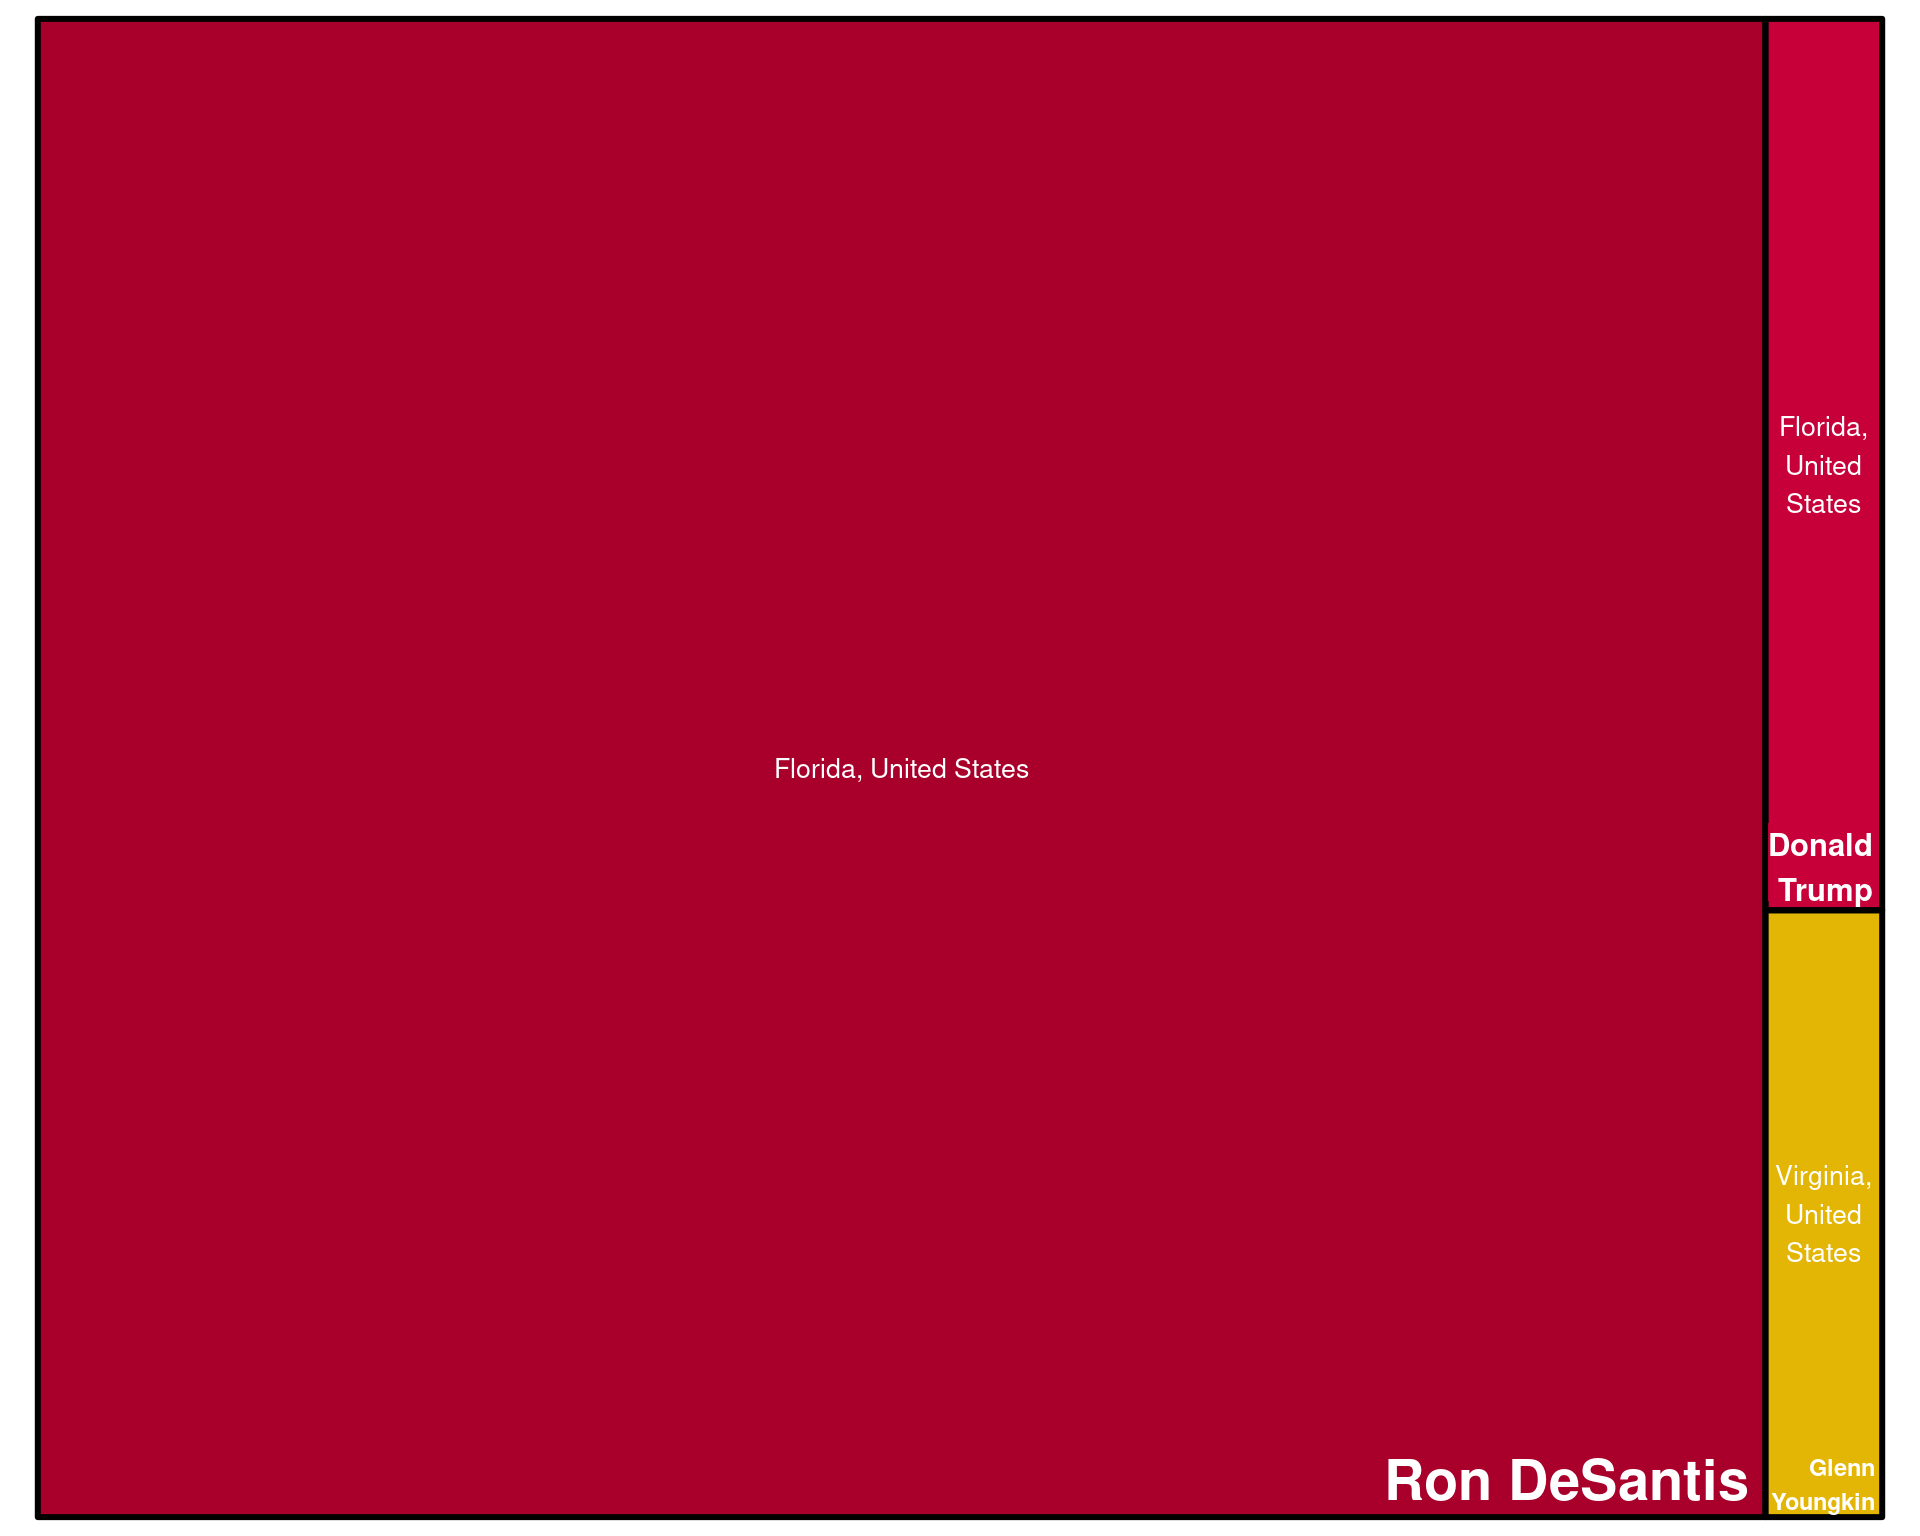 Florida, United States
Ron DeSantis
Florida,
United
States
Donald
Trump
Virginia,
United
States
Glenn
Youngkin